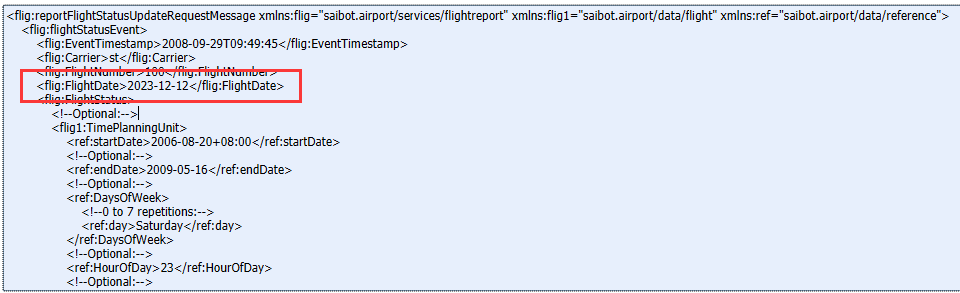 <flig:reportFlightStatusUpdateRequestMessage xmlns:flig="saibot.airport/services/flightreport" xmlns:flig1="saibot.airport/data/flight" xmlns:ref="saibot.airport/data/reference">
<flig:flightStatusEvent>
<flig:EventTimestamp>2008-09-29T09:49:45</flig:EventTimestamp>
<flig:Carrier>st</flig:Carrier>
<flig:FlightNumber>100</flig:FlightNumber>
<flig:FlightDate>2023-12-12</flig:FlightDate>
<flig:FlightStatus>
<!--Optional:-->
<flig1:TimePlanningUnit>
<ref:startDate>2006-08-20+08:00</ref:startDate>
<!--Optional:-->
<ref:endDate>2009-05-16</ref:endDate>
<!--Optional:-->
<ref:DaysOfWeek>
<!--0 to 7 repetitions:-->
<ref:day>Saturday</ref:day>
</ref:DaysOfWeek>
<!--Optional:-->
<ref:HourOfDay>23</ref:HourOfDay>
<!--Optional:-->